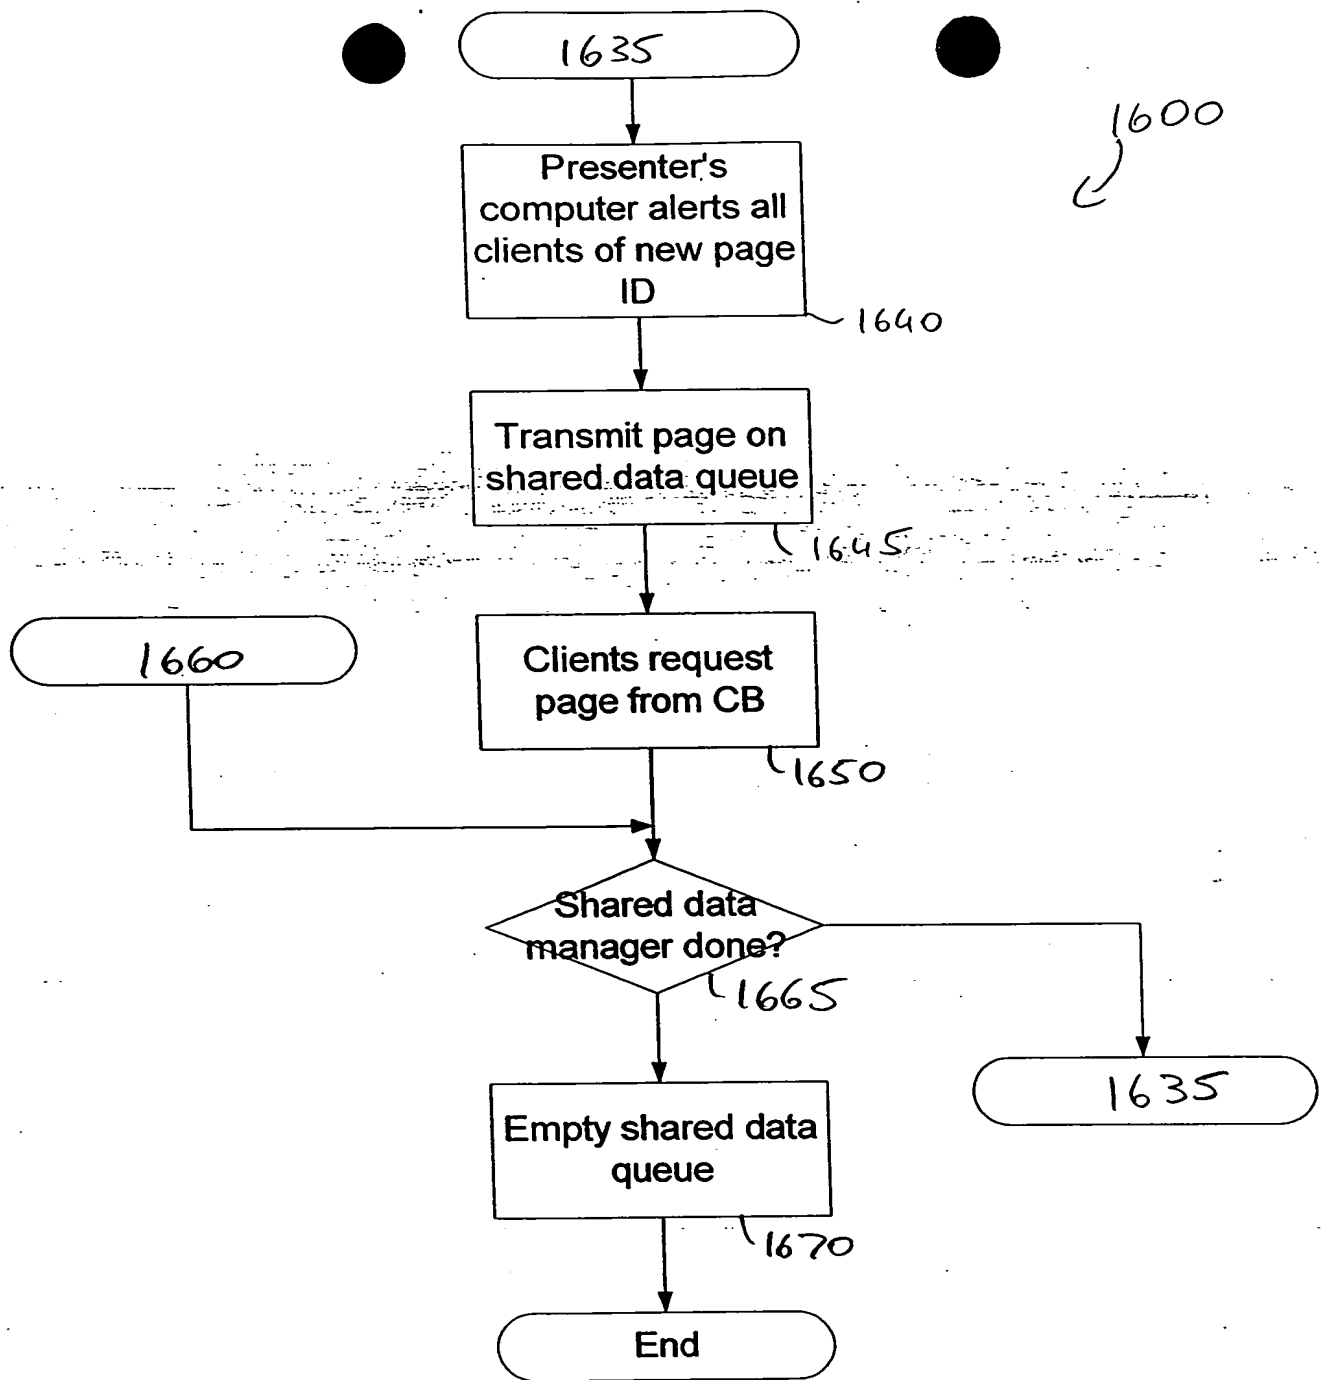 1635
1600
Presenter's
computer alerts all
clients of new page
ID
1640
Transmit page on
shared data queue
1645
1660
Clients request
page from CB
1650
Shared data
manager done?
1665
1635
Empty shared data
queue
1670
End